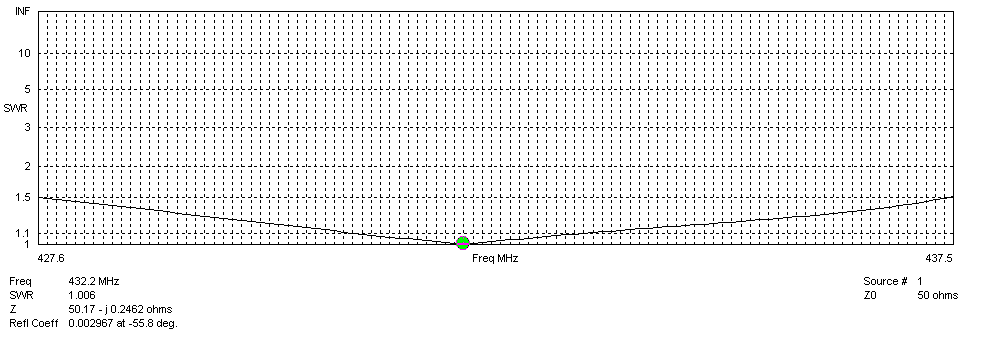 INF
10
5
SWR
3
2
1.5
1.1
1
427.6 Freq MHz 437.5
Freq 432.2 MHz Source # 1
SWR 1.006 Z0 50 ohms
Z 50.17 - j 0.2462 ohms
Refl Coeff 0.002967 at -55.8 deg.